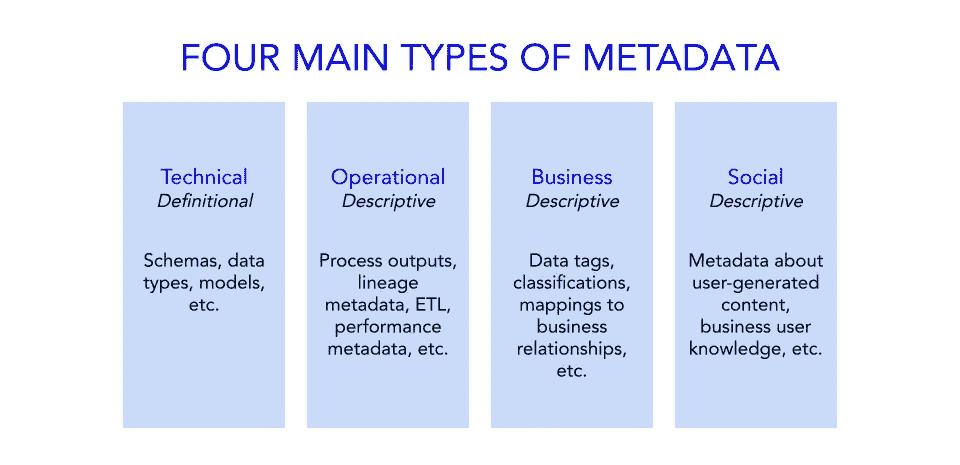 FOUR MAIN TYPES OF METADATA
Technical
Definitional
Schemas, data
types, models,
etc.
Operational
Descriptive
Process outputs,
lineage
metadata, ETL,
performance
metadata, etc.
Business
Descriptive
Data tags,
classifications,
mappings to
business
relationships,
etc.
Social
Descriptive
Metadata about
user-generated
content,
business user
knowledge, etc.